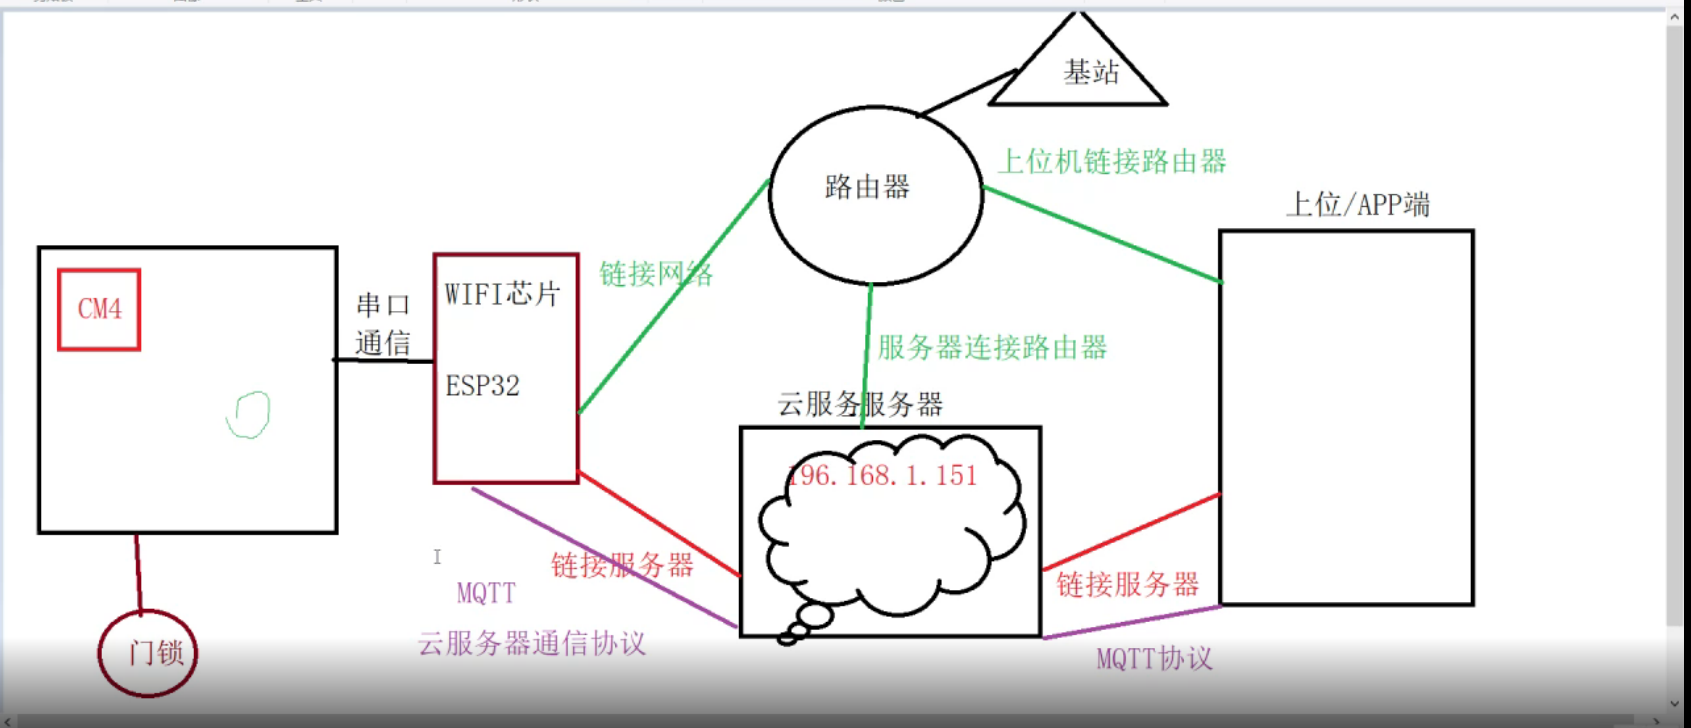 基站
上位机链接路由器
路由器
上位/APP端
链接网络
CM4
串口
通信
WIFI芯片
ESP32
服务器连接路由器
云服务服务器
196.168.1.151
链接服务器
链接服务器
MQTT
云服务器通信协议
MQTT协议
门锁